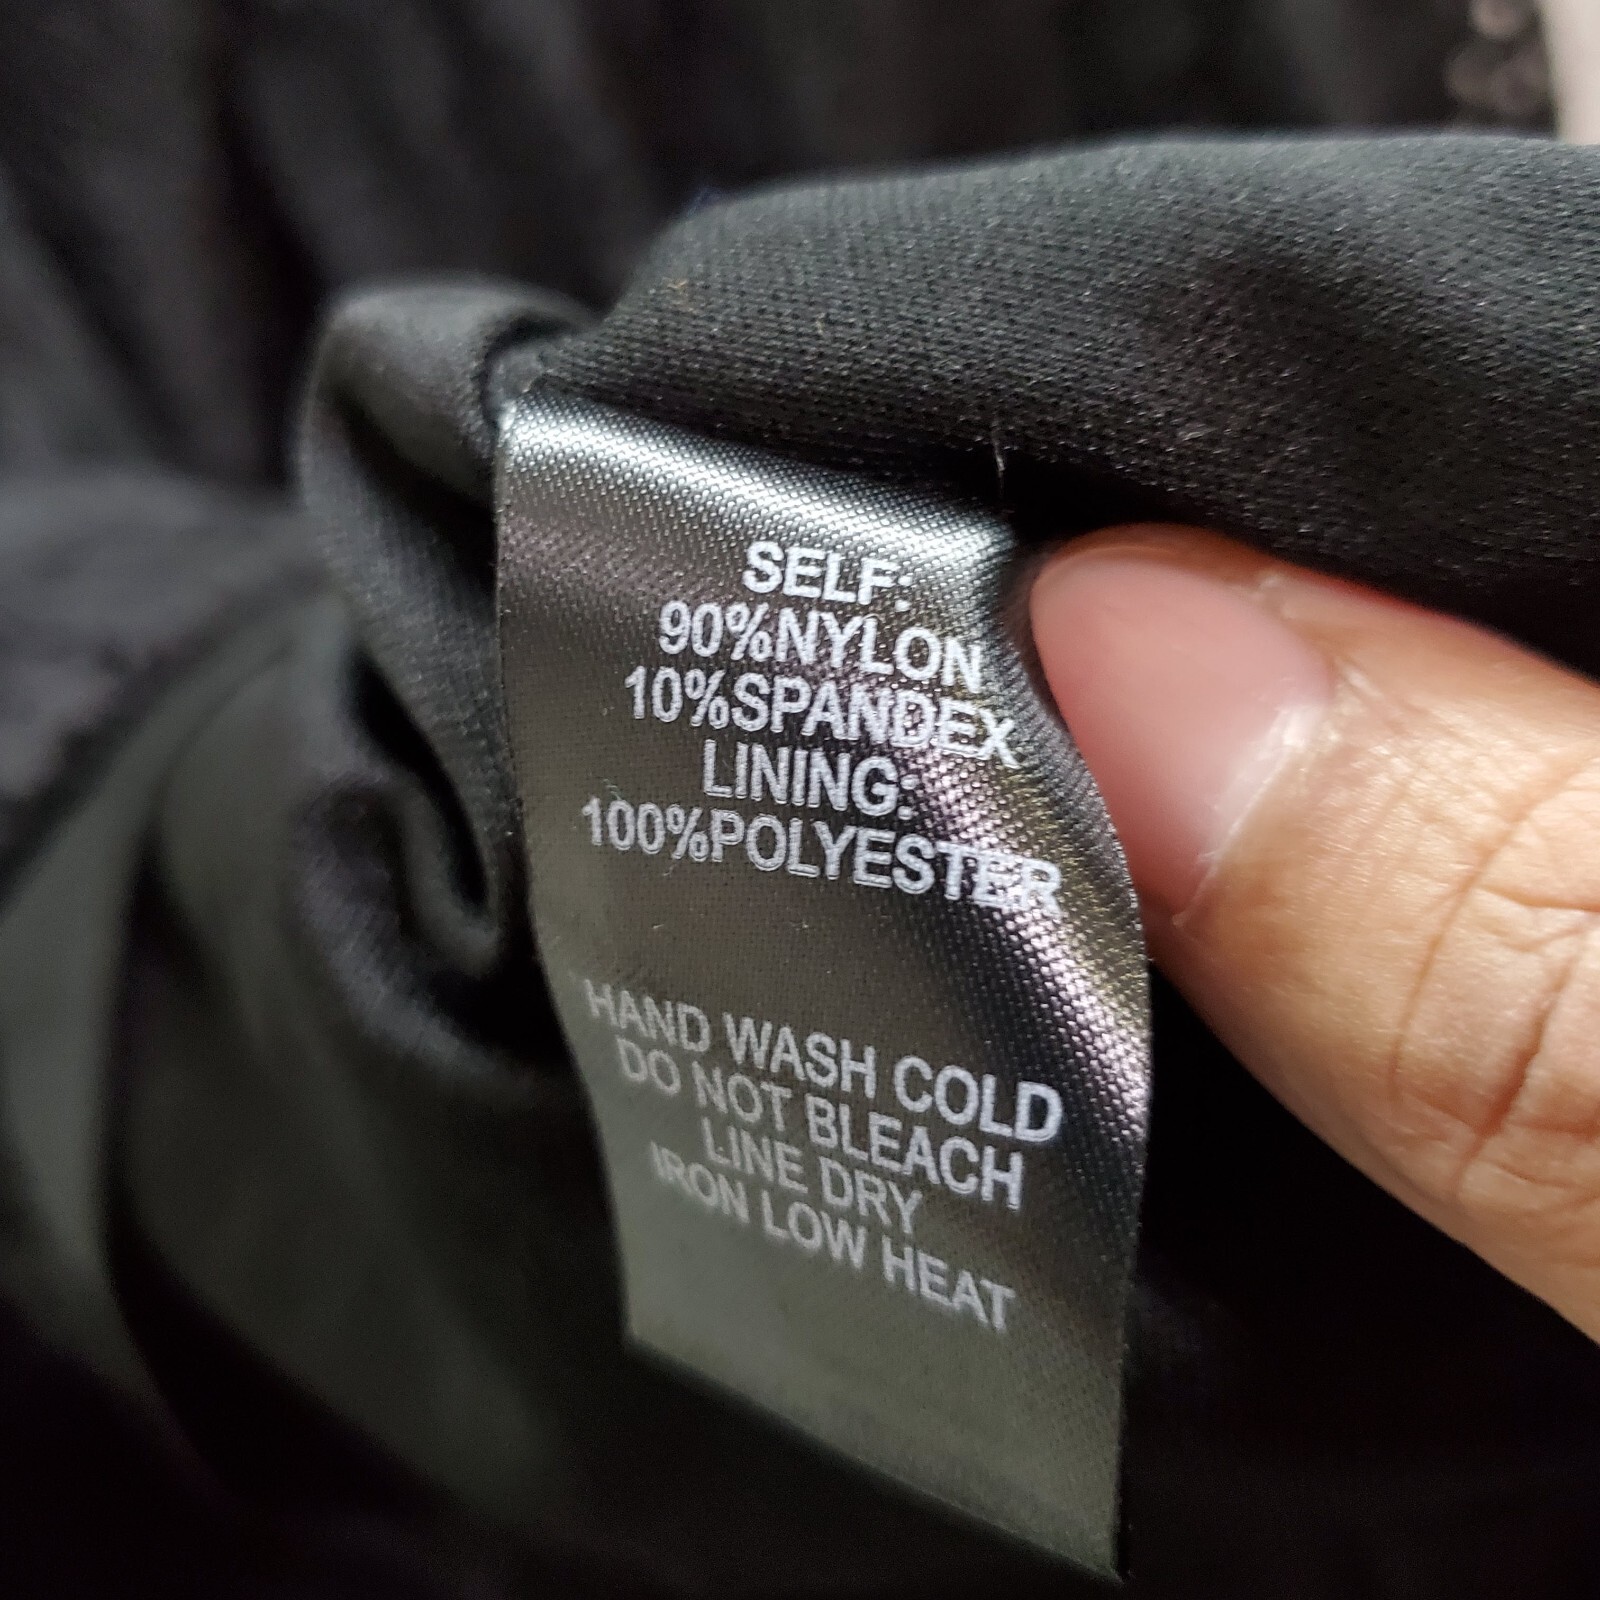 SELF:
90%NYLON
10%SPANDEX
LINING:
100%POLYESTER
HAND WASH COLD
DO NOT BLEACH
LINE DRY
IRON LOW HEAT